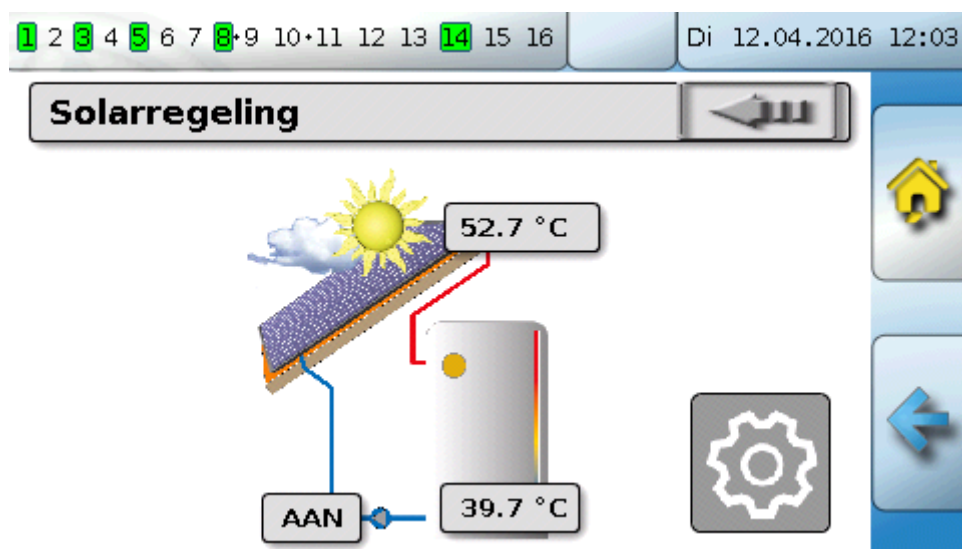 1 2 3 4 5 6 7 8•9 10•11 12 13 14 15 16 Di 12.04.2016 12:03
Solarregeling
52.7 °C
AAN 39.7 °C